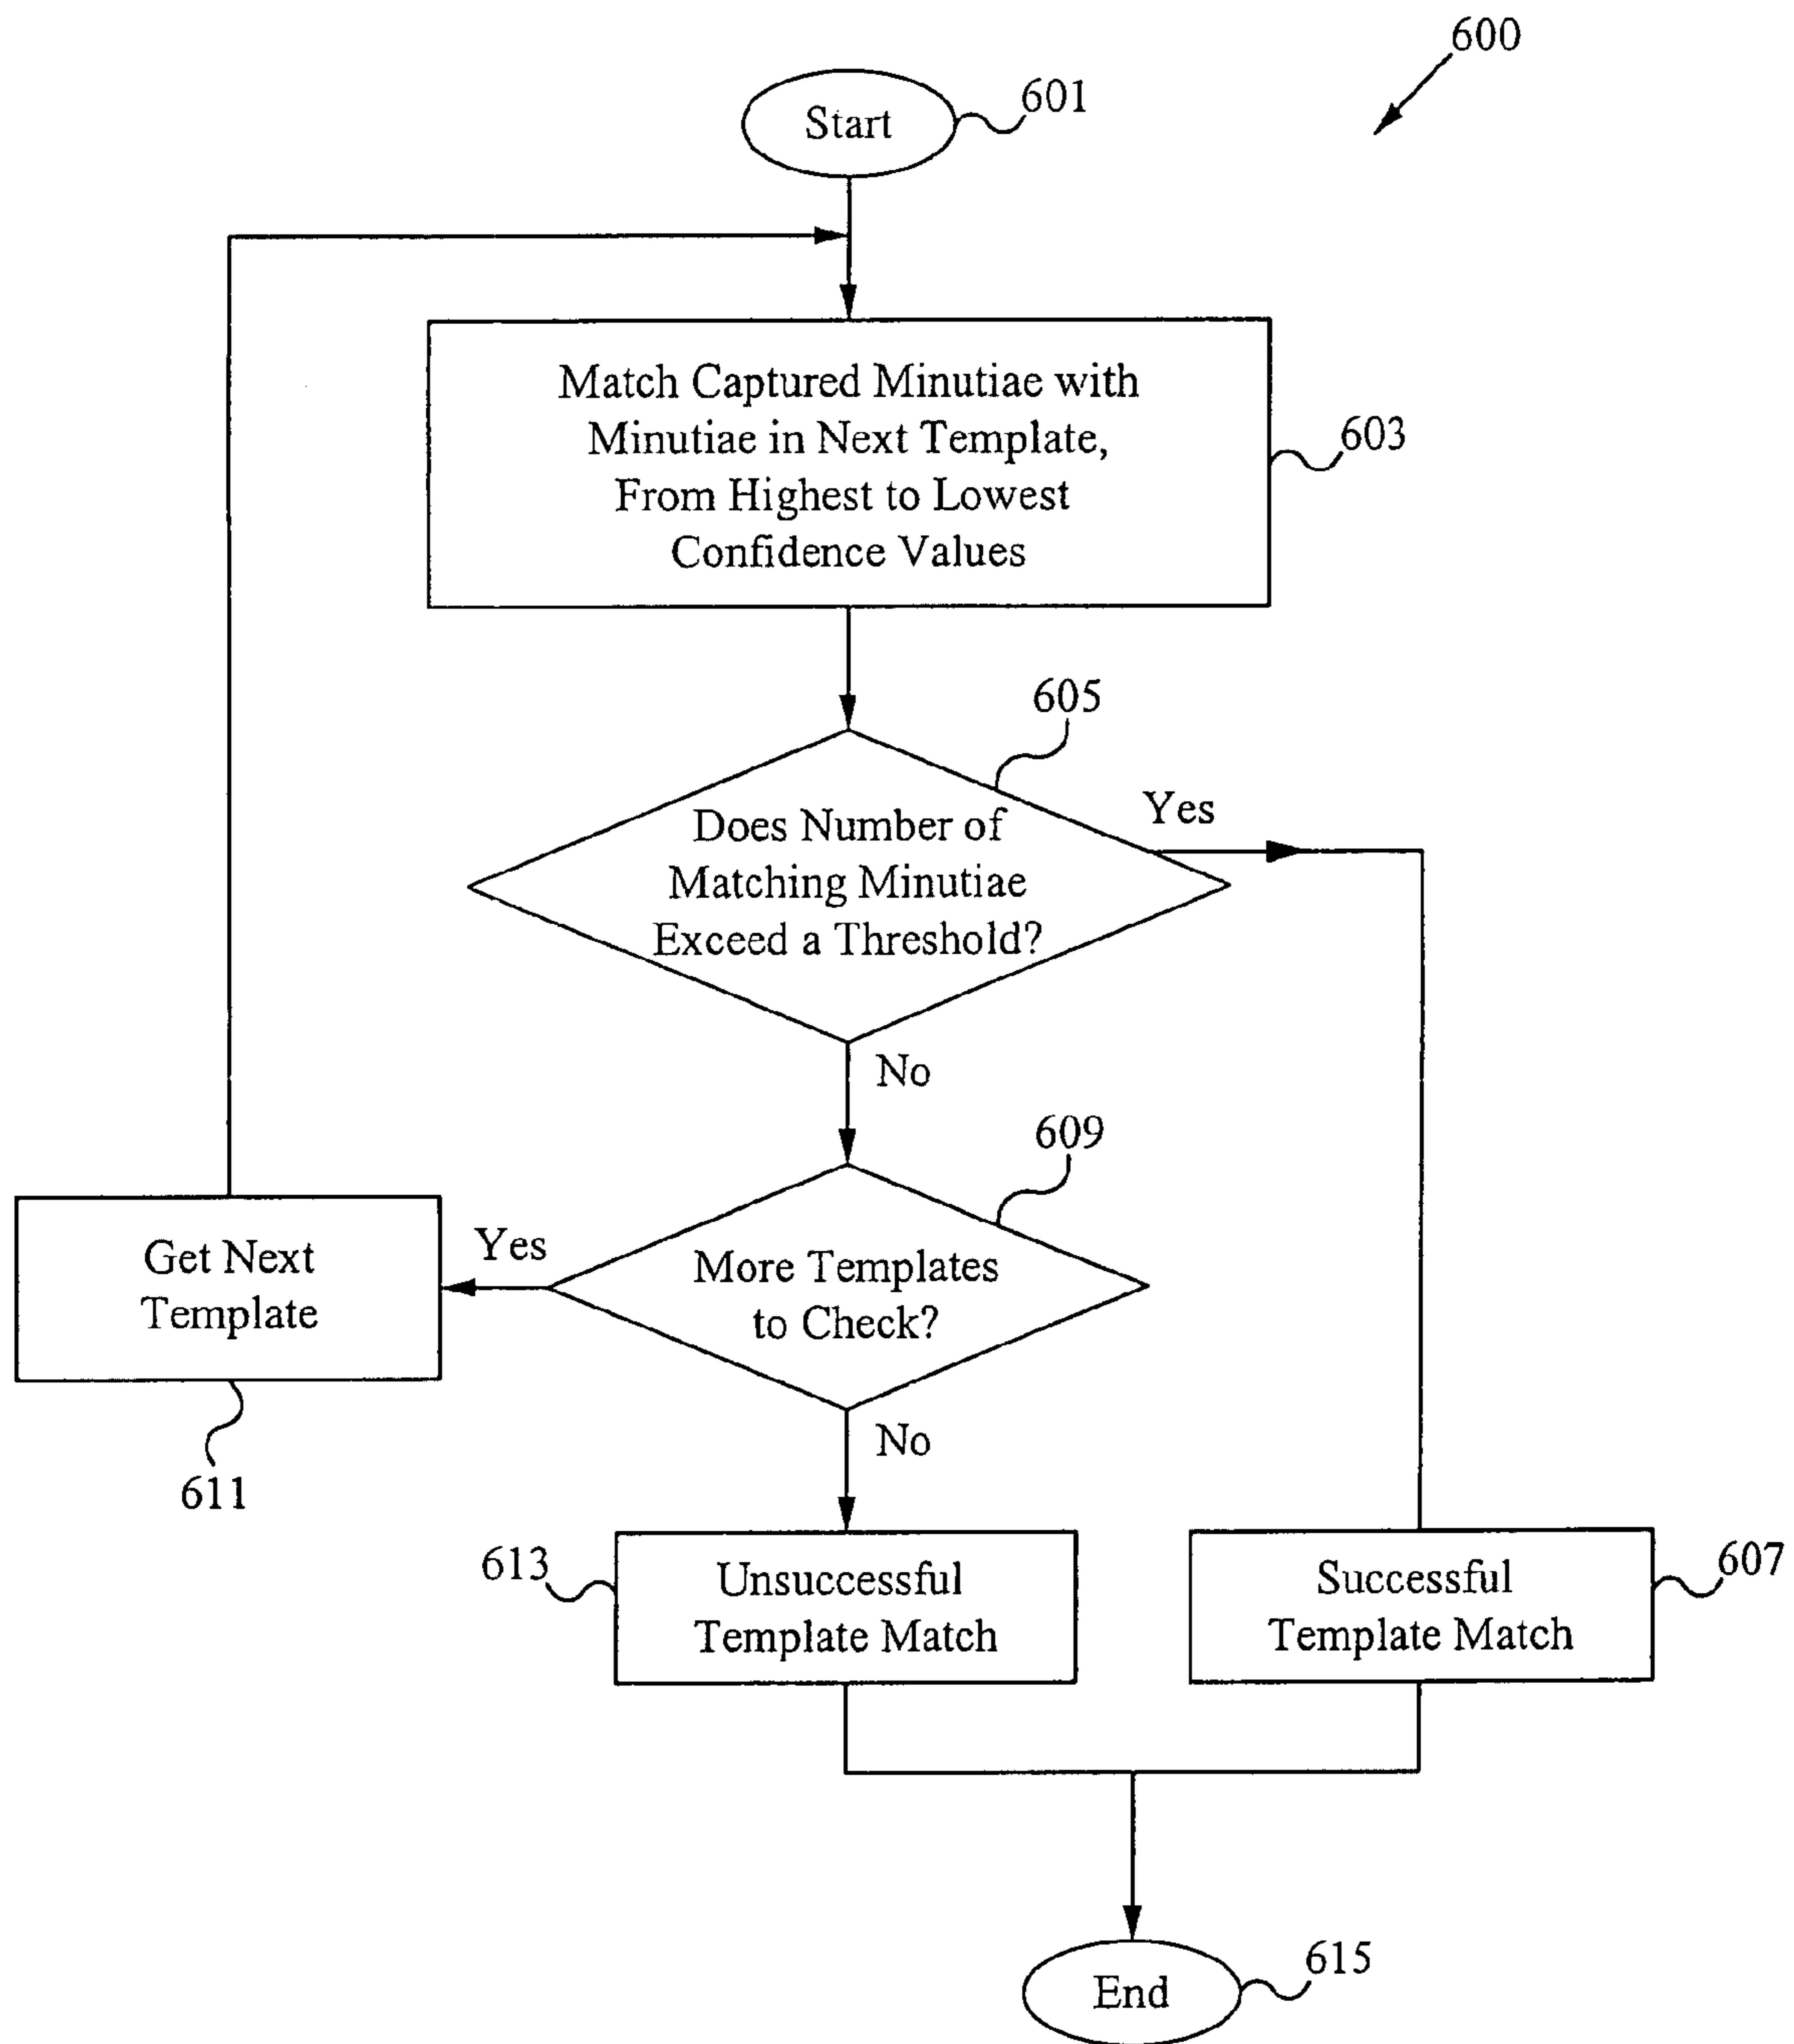 600
Start
601
Match Captured Minutiae with
Minutiae in Next Template,
From Highest to Lowest
Confidence Values
603
605
Does Number of
Matching Minutiae
Exceed a Threshold?
Yes
No
609
More Templates
to Check?
Yes
Get Next
Template
611
No
613
Unsuccessful
Template Match
Successful
Template Match
607
End
615